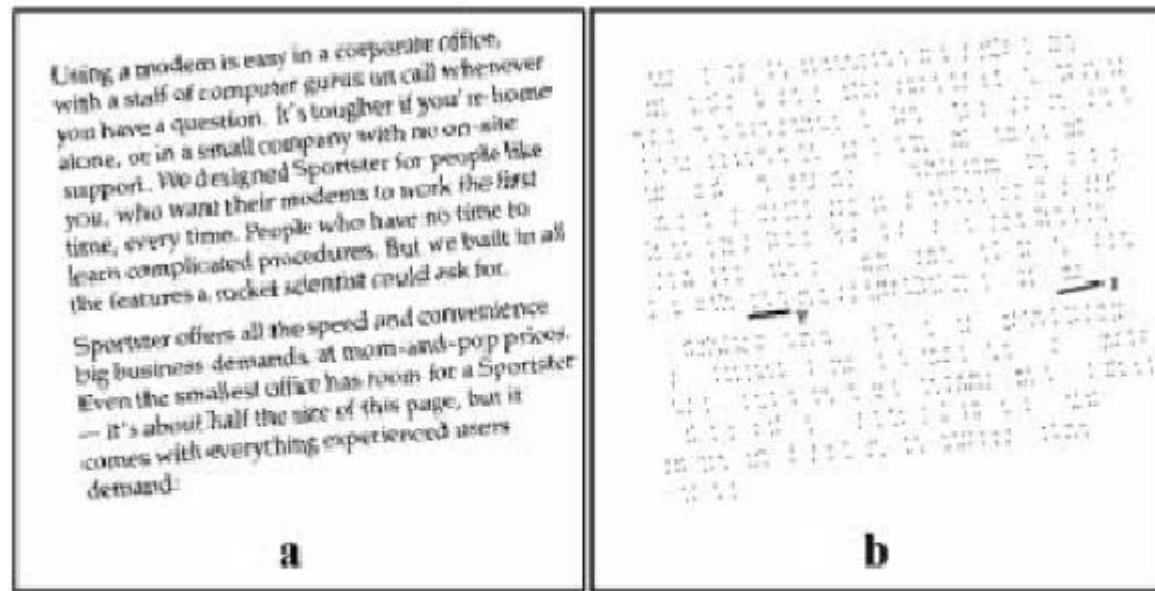 Using a modem is easy in a corporate office,
with a staff of computer gurus on call whenever
you have a question. It's tougher if you're home
alone, or in a small company with no on-site
support. We designed Sportster for people like
you, who want their modems to work the first
time, every time. People who have no time to
learn complicated procedures. But we built in all
the features a rocket scientist could ask for.
Sportster offers all the speed and convenience
big business demands, at mom-and-pop prices.
Even the smallest office has room for a Sportster
— it's about half the size of this page, but it
comes with everything experienced users
demand:
a
b